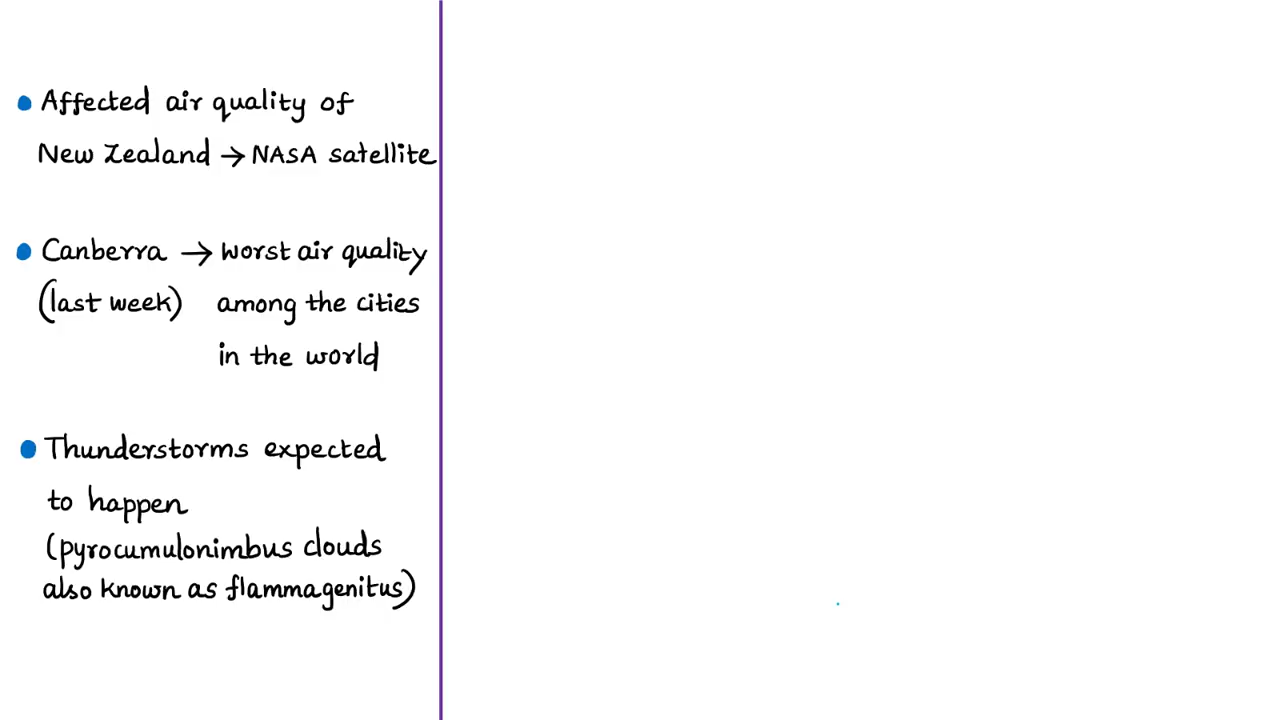 • Affected air quality of
New Zealand → NASA satellite
• Canberra → worst air quality
(last week) among the cities
in the world
• Thunderstorms expected
to happen
(pyrocumulonimbus clouds
also known as flammagenitus)